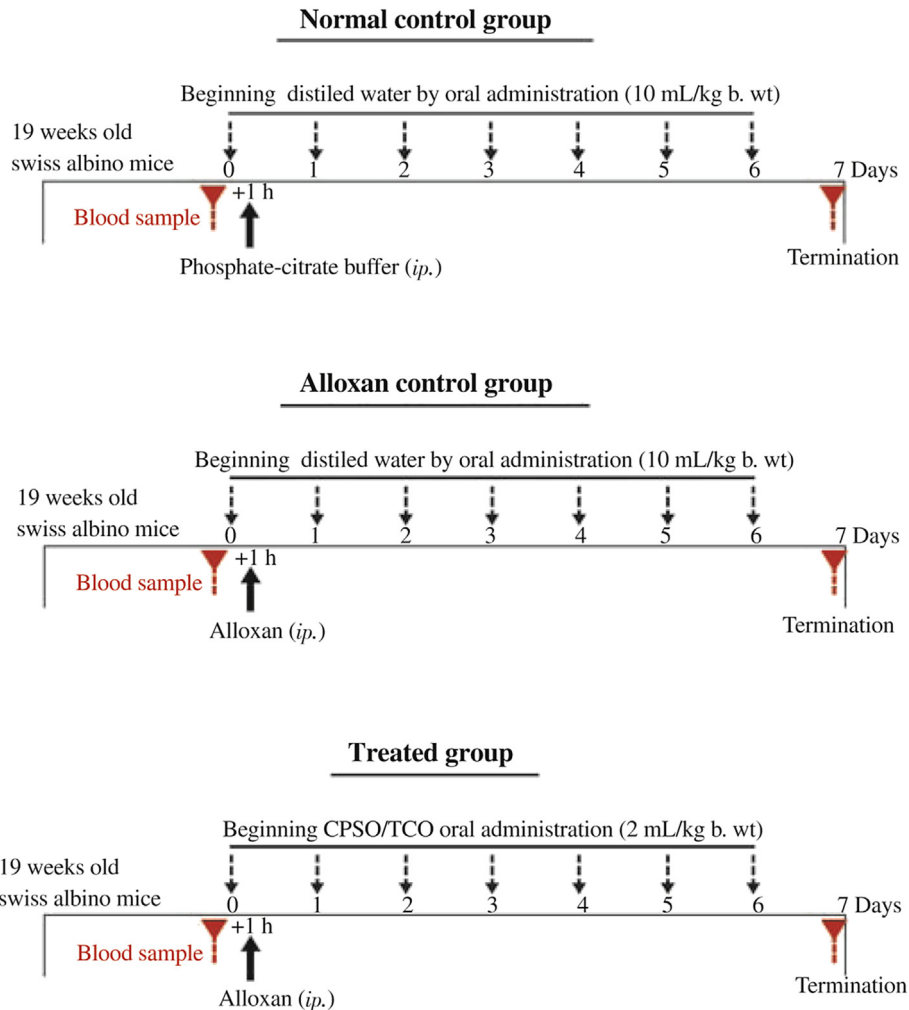 Normal control group
Beginning distiled water by oral administration (10 mL/kg b. wt)
19 weeks old
swiss albino mice
0 1 2 3 4 5 6 7 Days
+1 h
Blood sample
Phosphate-citrate buffer (ip.)
Termination
Alloxan control group
Beginning distiled water by oral administration (10 mL/kg b. wt)
19 weeks old
swiss albino mice
0 1 2 3 4 5 6 7 Days
+1 h
Blood sample
Alloxan (ip.)
Termination
Treated group
Beginning CPSO/TCO oral administration (2 mL/kg b. wt)
19 weeks old
swiss albino mice
0 1 2 3 4 5 6 7 Days
+1 h
Blood sample
Alloxan (ip.)
Termination